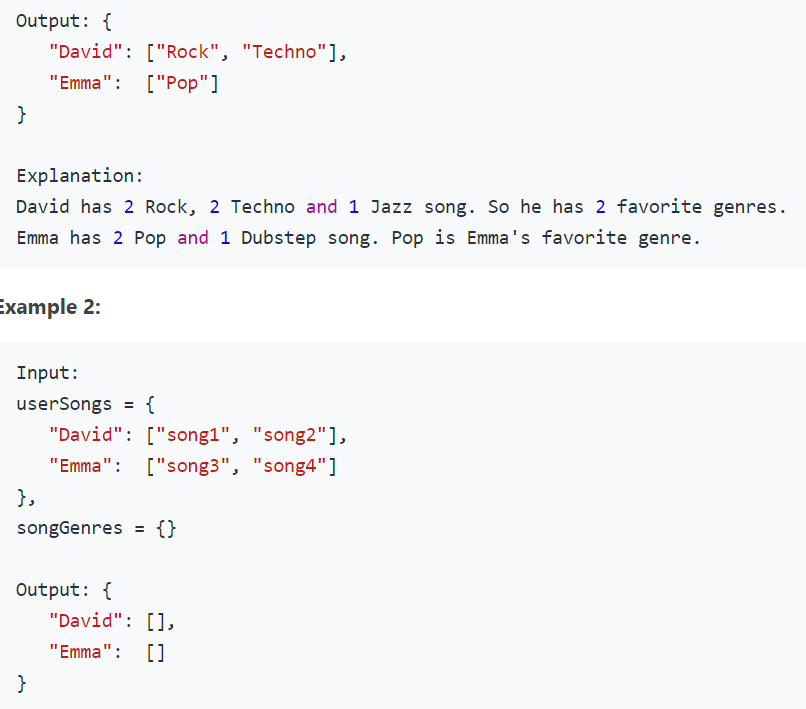 Output: {
"David": ["Rock", "Techno"],
"Emma":  ["Pop"]
}
Explanation:
David has 2 Rock, 2 Techno and 1 Jazz song. So he has 2 favorite genres.
Emma has 2 Pop and 1 Dubstep song. Pop is Emma's favorite genre.
Example 2:
Input:
userSongs = {
"David": ["song1", "song2"],
"Emma":  ["song3", "song4"]
},
songGenres = {}
Output: {
"David": [],
"Emma":  []
}